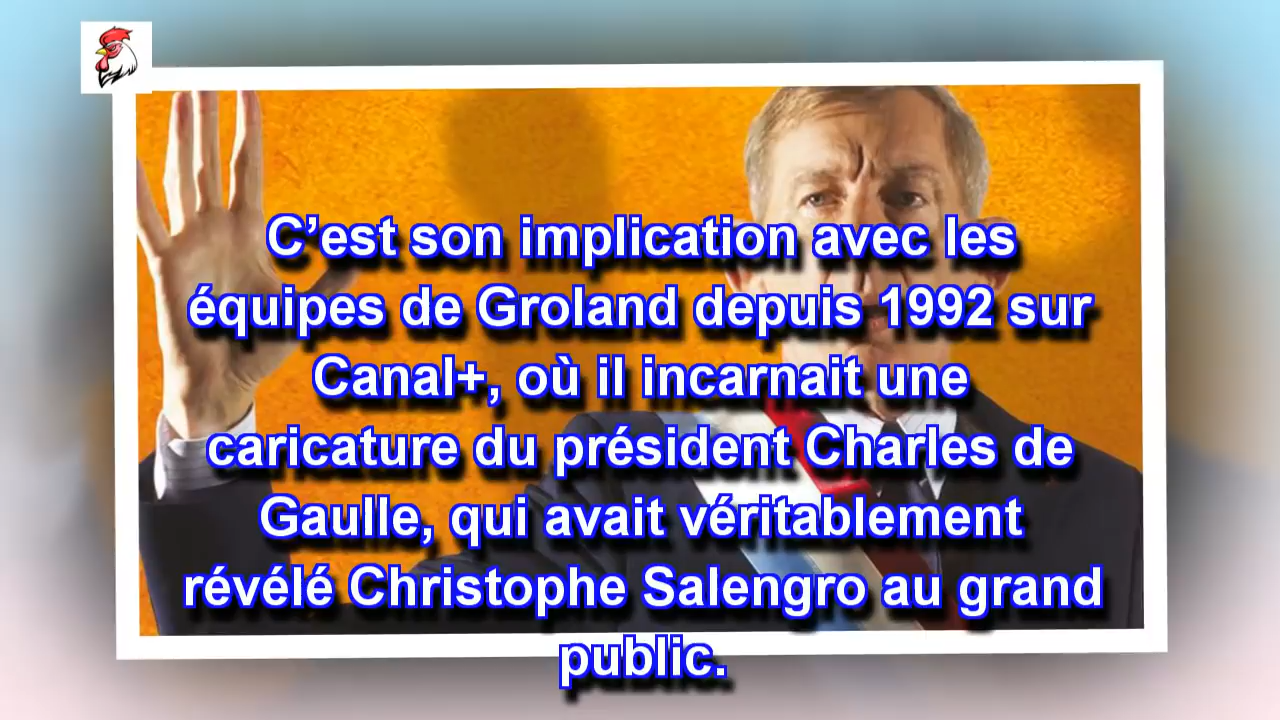 C’est son implication avec les
équipes de Groland depuis 1992 sur
Canal+, où il incarnait une
caricature du président Charles de
Gaulle, qui avait véritablement
révélé Christophe Salengro au grand
public.